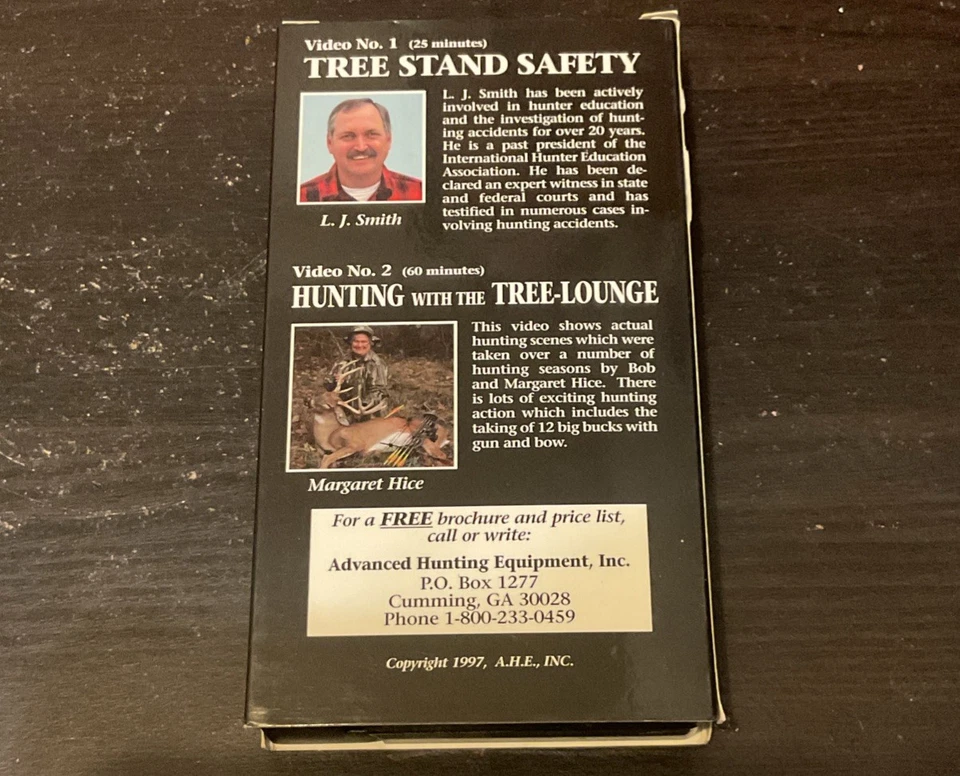 Video No. 1 (25 minutes)
TREE STAND SAFETY
L. J. Smith has been actively
involved in hunter education
and the investigation of hunt-
ing accidents for over 20 years.
He is a past president of the
International Hunter Education
Association. He has been de-
clared an expert witness in state
and federal courts and has
testified in numerous cases in-
volving hunting accidents.
L. J. Smith
Video No. 2 (60 minutes)
HUNTING WITH THE TREE-LOUNGE
This video shows actual
hunting scenes which were
taken over a number of
hunting seasons by Bob
and Margaret Hice. There
is lots of exciting hunting
action which includes the
taking of 12 big bucks with
gun and bow.
Margaret Hice
For a FREE brochure and price list,
call or write:
Advanced Hunting Equipment, Inc.
P.O. Box 1277
Cumming, GA 30028
Phone 1-800-233-0459
Copyright 1997, A.H.E., INC.